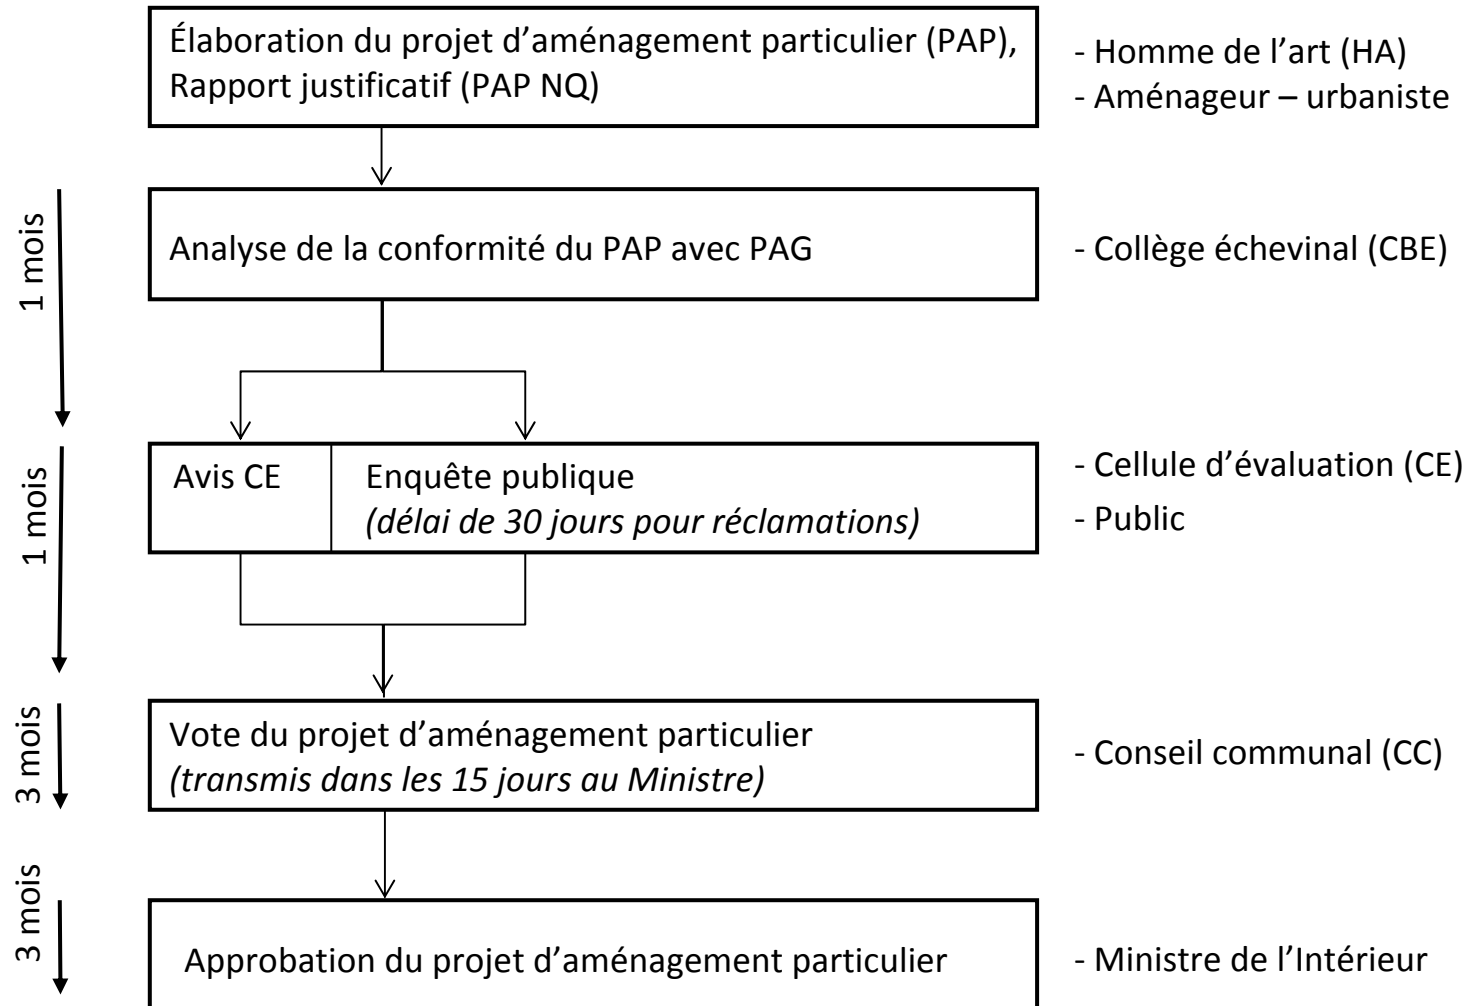 Élaboration du projet d’aménagement particulier (PAP),
Rapport justificatif (PAP NQ)
- Homme de l’art (HA)
- Aménageur – urbaniste
1 mois
Analyse de la conformité du PAP avec PAG
- Collège échevinal (CBE)
1 mois
Avis CE
Enquête publique
(délai de 30 jours pour réclamations)
- Cellule d’évaluation (CE)
- Public
3 mois
Vote du projet d’aménagement particulier
(transmis dans les 15 jours au Ministre)
- Conseil communal (CC)
3 mois
Approbation du projet d’aménagement particulier
- Ministre de l’Intérieur